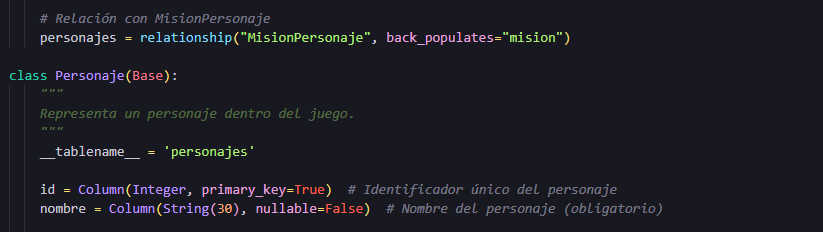 # Relación con MisionPersonaje
personajes = relationship("MisionPersonaje", back_populates="mision")
class Personaje(Base):
"""
Representa un personaje dentro del juego.
"""
__tablename__ = 'personajes'
id = Column(Integer, primary_key=True)  # Identificador único del personaje
nombre = Column(String(30), nullable=False)  # Nombre del personaje (obligatorio)